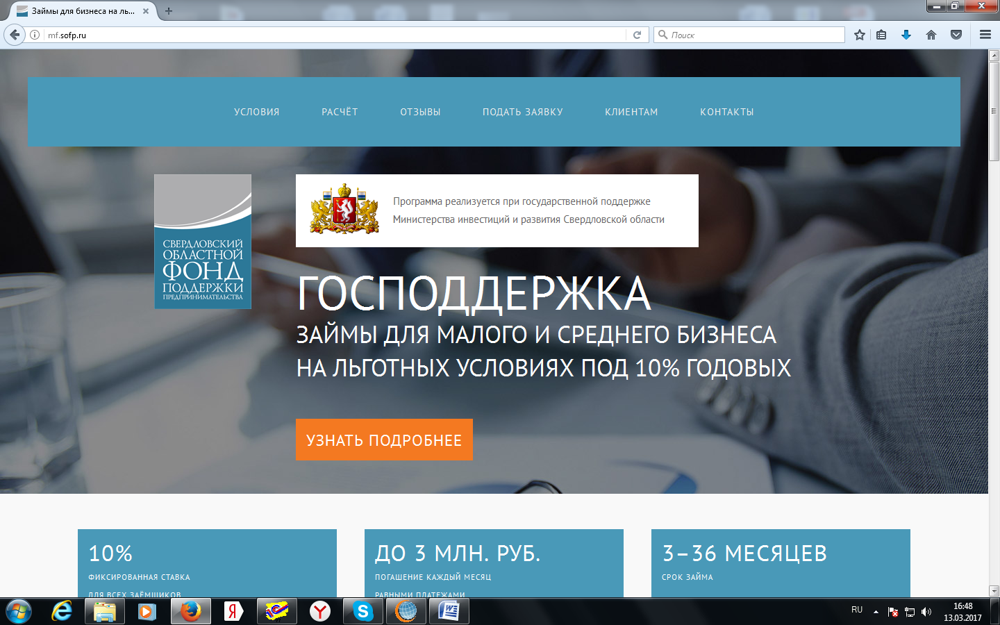 Займы для бизнеса на ль...
mf.sofp.ru
Поиск
УСЛОВИЯ РАСЧЁТ ОТЗЫВЫ ПОДАТЬ ЗАЯВКУ КЛИЕНТАМ КОНТАКТЫ
СВЕРДЛОВСКИЙ
ОБЛАСТНОЙ
ФОНД
ПОДДЕРЖКИ
ПРЕДПРИНИМАТЕЛЬСТВА
Программа реализуется при государственной поддержке
Министерства инвестиций и развития Свердловской области
ГОСПОДДЕРЖКА
ЗАЙМЫ ДЛЯ МАЛОГО И СРЕДНЕГО БИЗНЕСА
НА ЛЬГОТНЫХ УСЛОВИЯХ ПОД 10% ГОДОВЫХ
УЗНАТЬ ПОДРОБНЕЕ
10%
ФИКСИРОВАННАЯ СТАВКА
ДЛЯ ВСЕХ ЗАЁМЩИКОВ
ДО 3 МЛН. РУБ.
ПОГАШЕНИЕ КАЖДЫЙ МЕСЯЦ
РАВНЫМИ ПЛАТЕЖАМИ
3–36 МЕСЯЦЕВ
СРОК ЗАЙМА
RU
16:48
13.03.2017